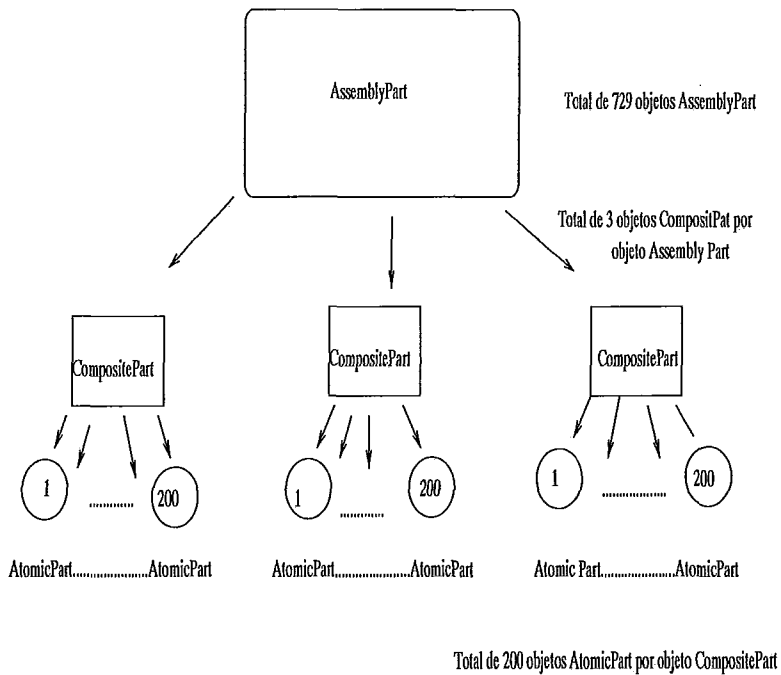 AssemblyPart
Total de 729 objetos AssemblyPart
Total de 3 objetos CompositPat por
objeto Assembly Part
CompositePart
CompositePart
CompositePart
1
200
1
200
1
200
AtomicPart......................AtomicPart
AtomicPart......................AtomicPart
Atomic Part......................AtomicPart
Total de 200 objetos AtomicPart por objeto CompositePart